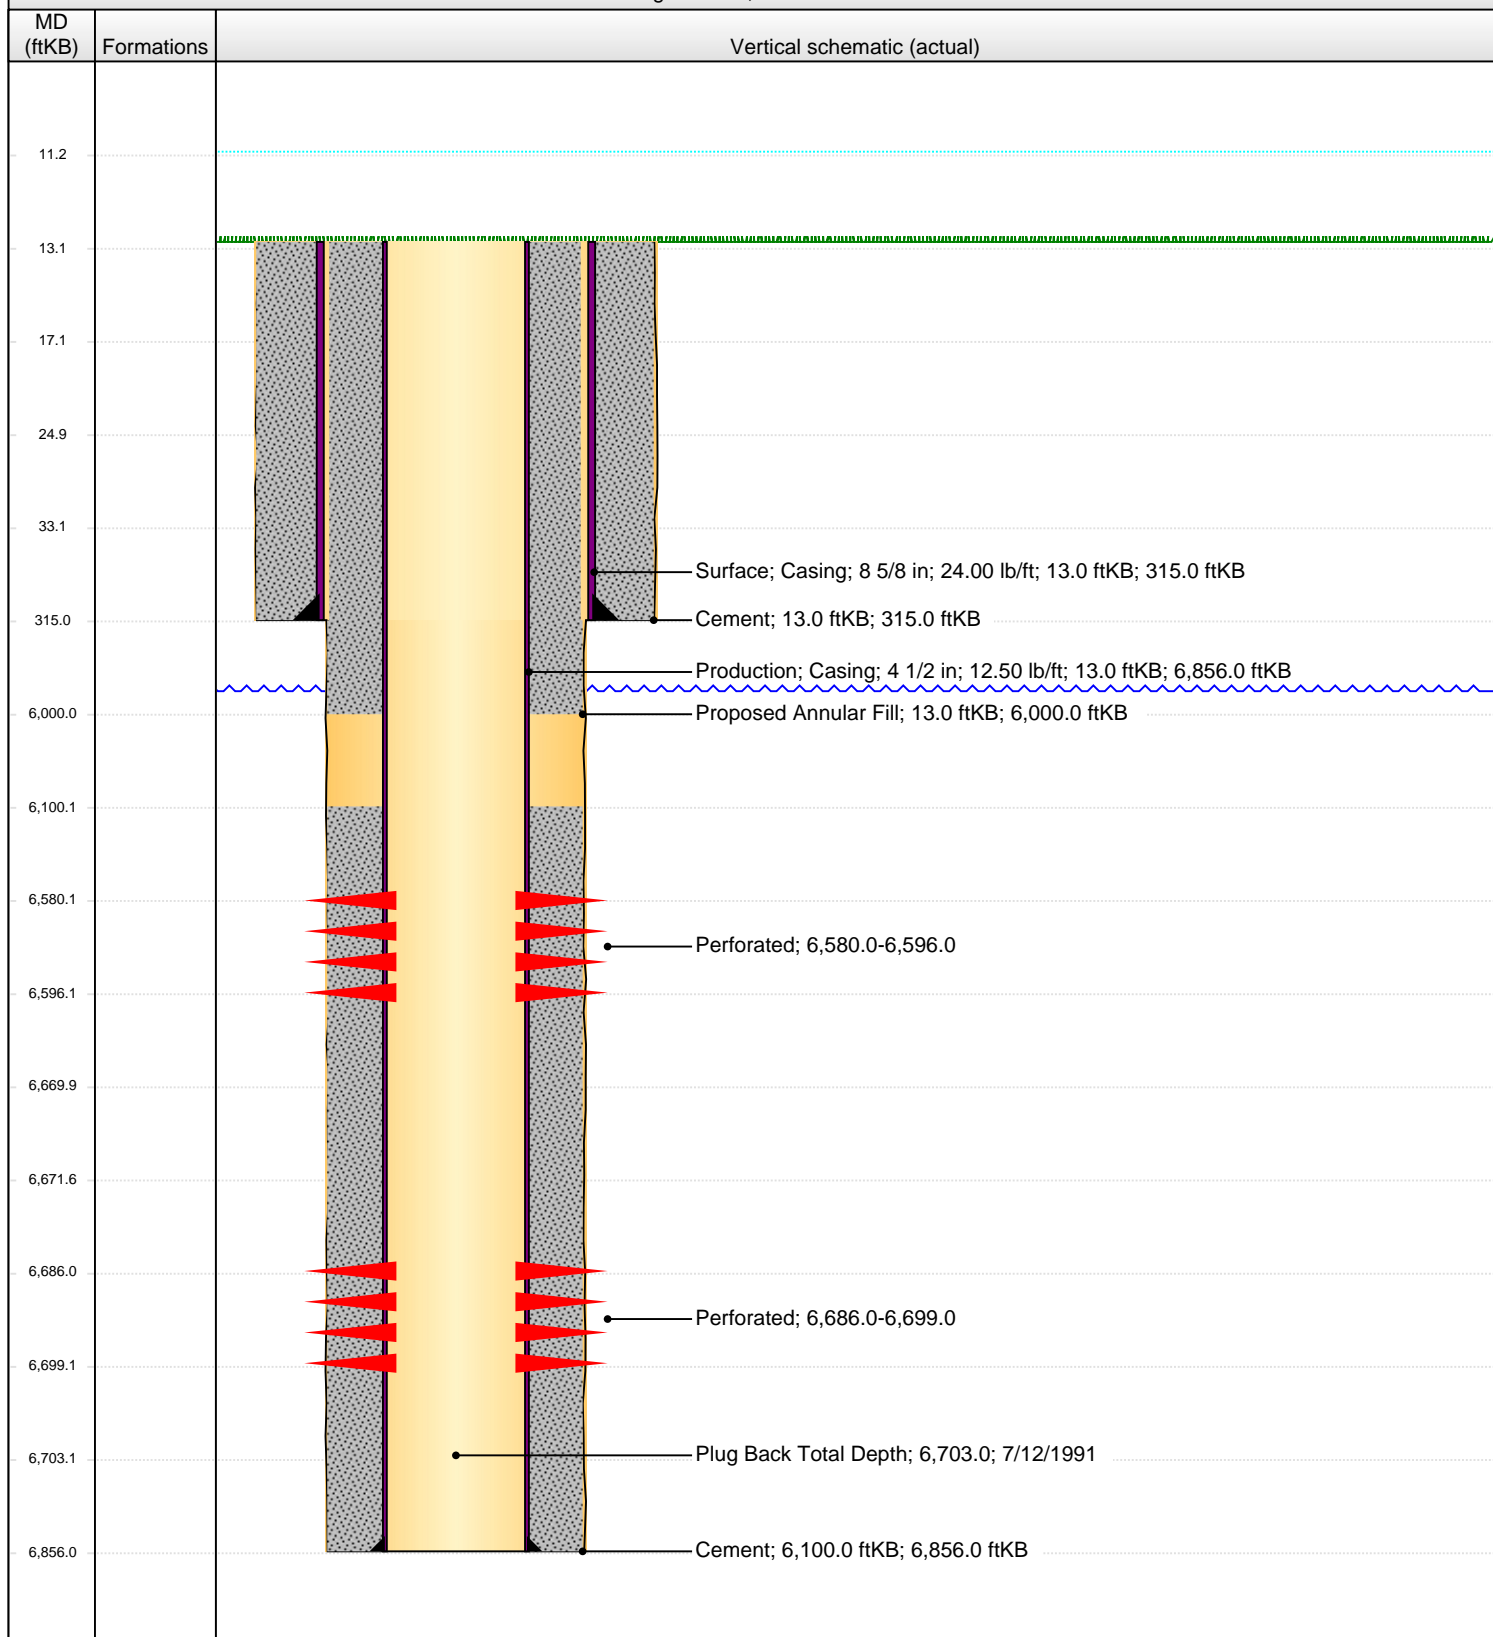 MD
(ftKB)
Formations
Vertical schematic (actual)
11.2
13.1
17.1
24.9
33.1
Surface; Casing; 8 5/8 in; 24.00 lb/ft; 13.0 ftKB; 315.0 ftKB
315.0
Cement; 13.0 ftKB; 315.0 ftKB
Production; Casing; 4 1/2 in; 12.50 lb/ft; 13.0 ftKB; 6,856.0 ftKB
6,000.0
Proposed Annular Fill; 13.0 ftKB; 6,000.0 ftKB
6,100.1
6,580.1
Perforated; 6,580.0-6,596.0
6,596.1
6,669.9
6,671.6
6,686.0
Perforated; 6,686.0-6,699.0
6,699.1
6,703.1
Plug Back Total Depth; 6,703.0; 7/12/1991
6,856.0
Cement; 6,100.0 ftKB; 6,856.0 ftKB